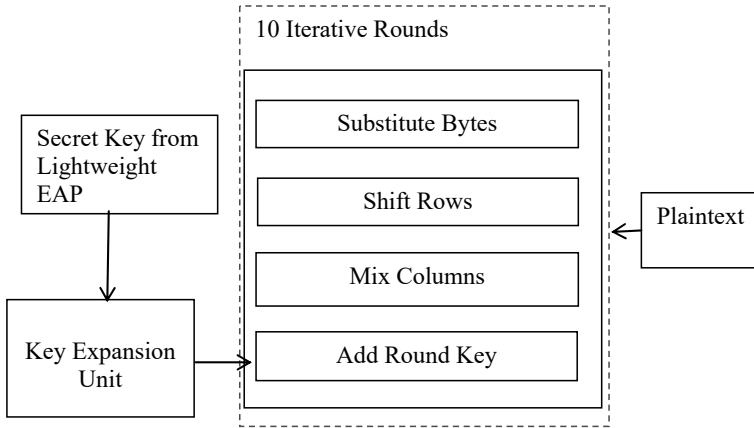 10 Iterative Rounds
Substitute Bytes
Secret Key from
Lightweight
EAP
Shift Rows
Plaintext
Mix Columns
Key Expansion
Unit
Add Round Key